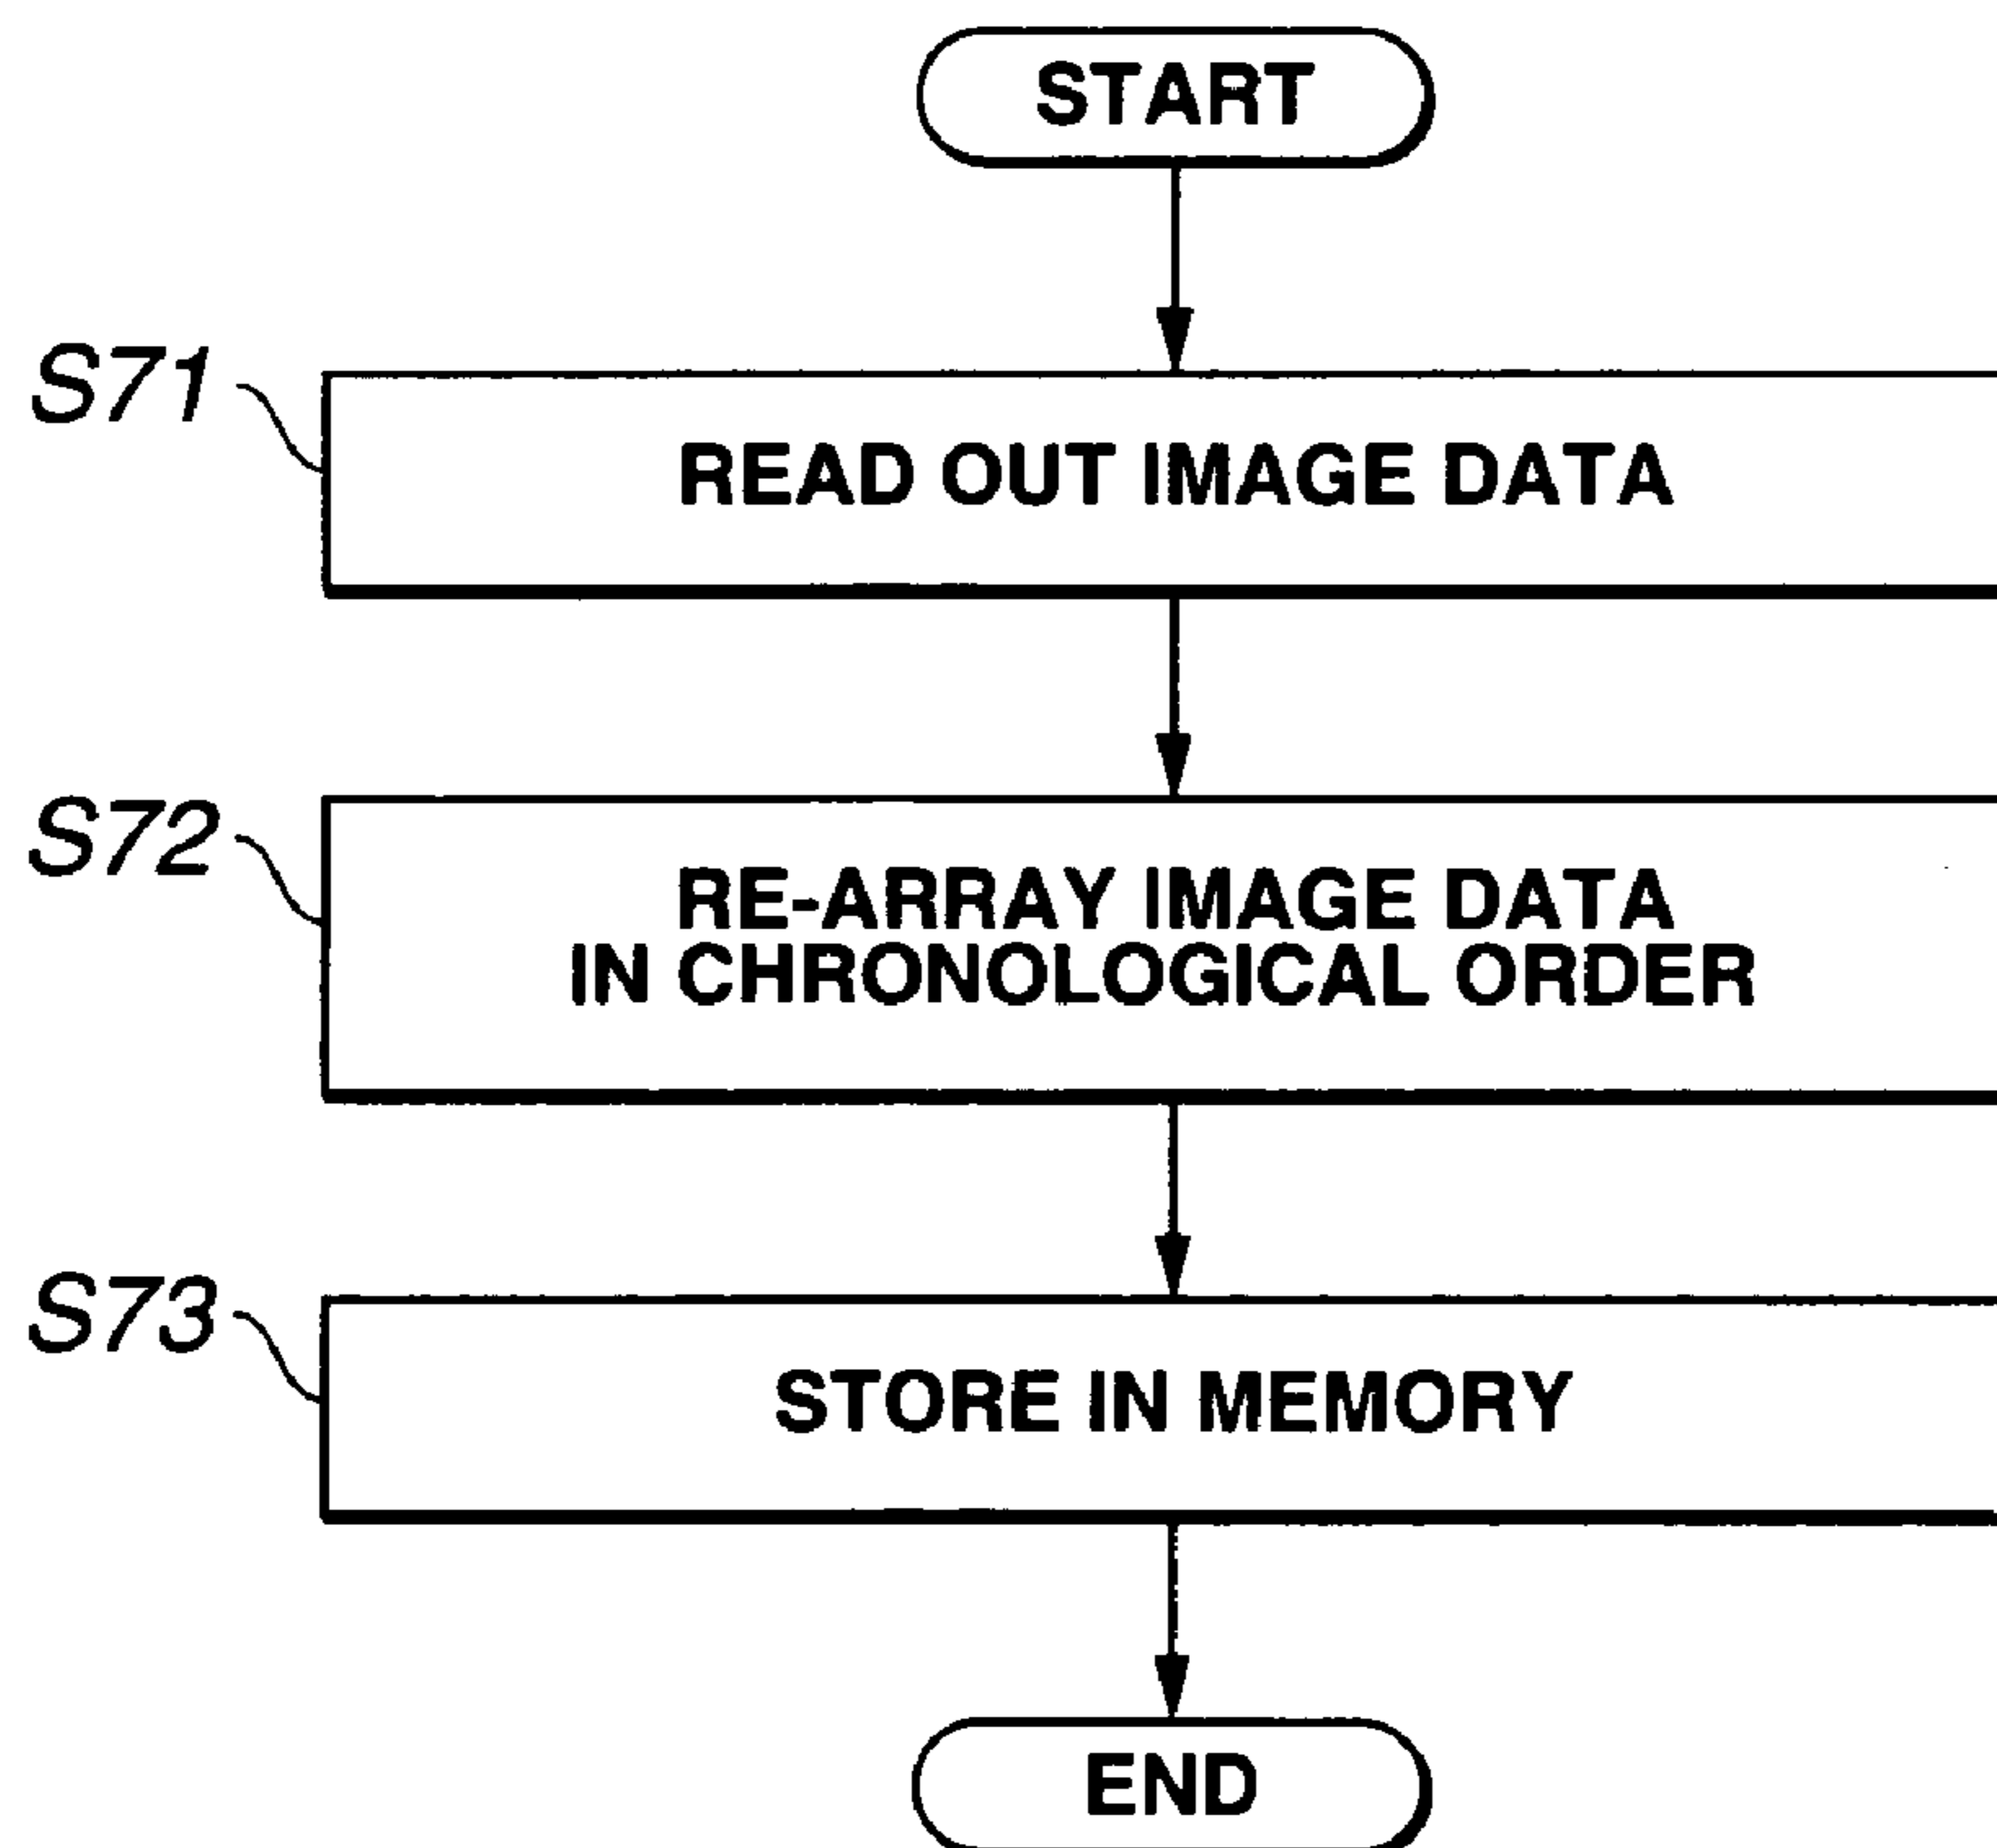 START
S71
READ OUT IMAGE DATA
S72
RE-ARRAY IMAGE DATA
IN CHRONOLOGICAL ORDER
S73
STORE IN MEMORY
END